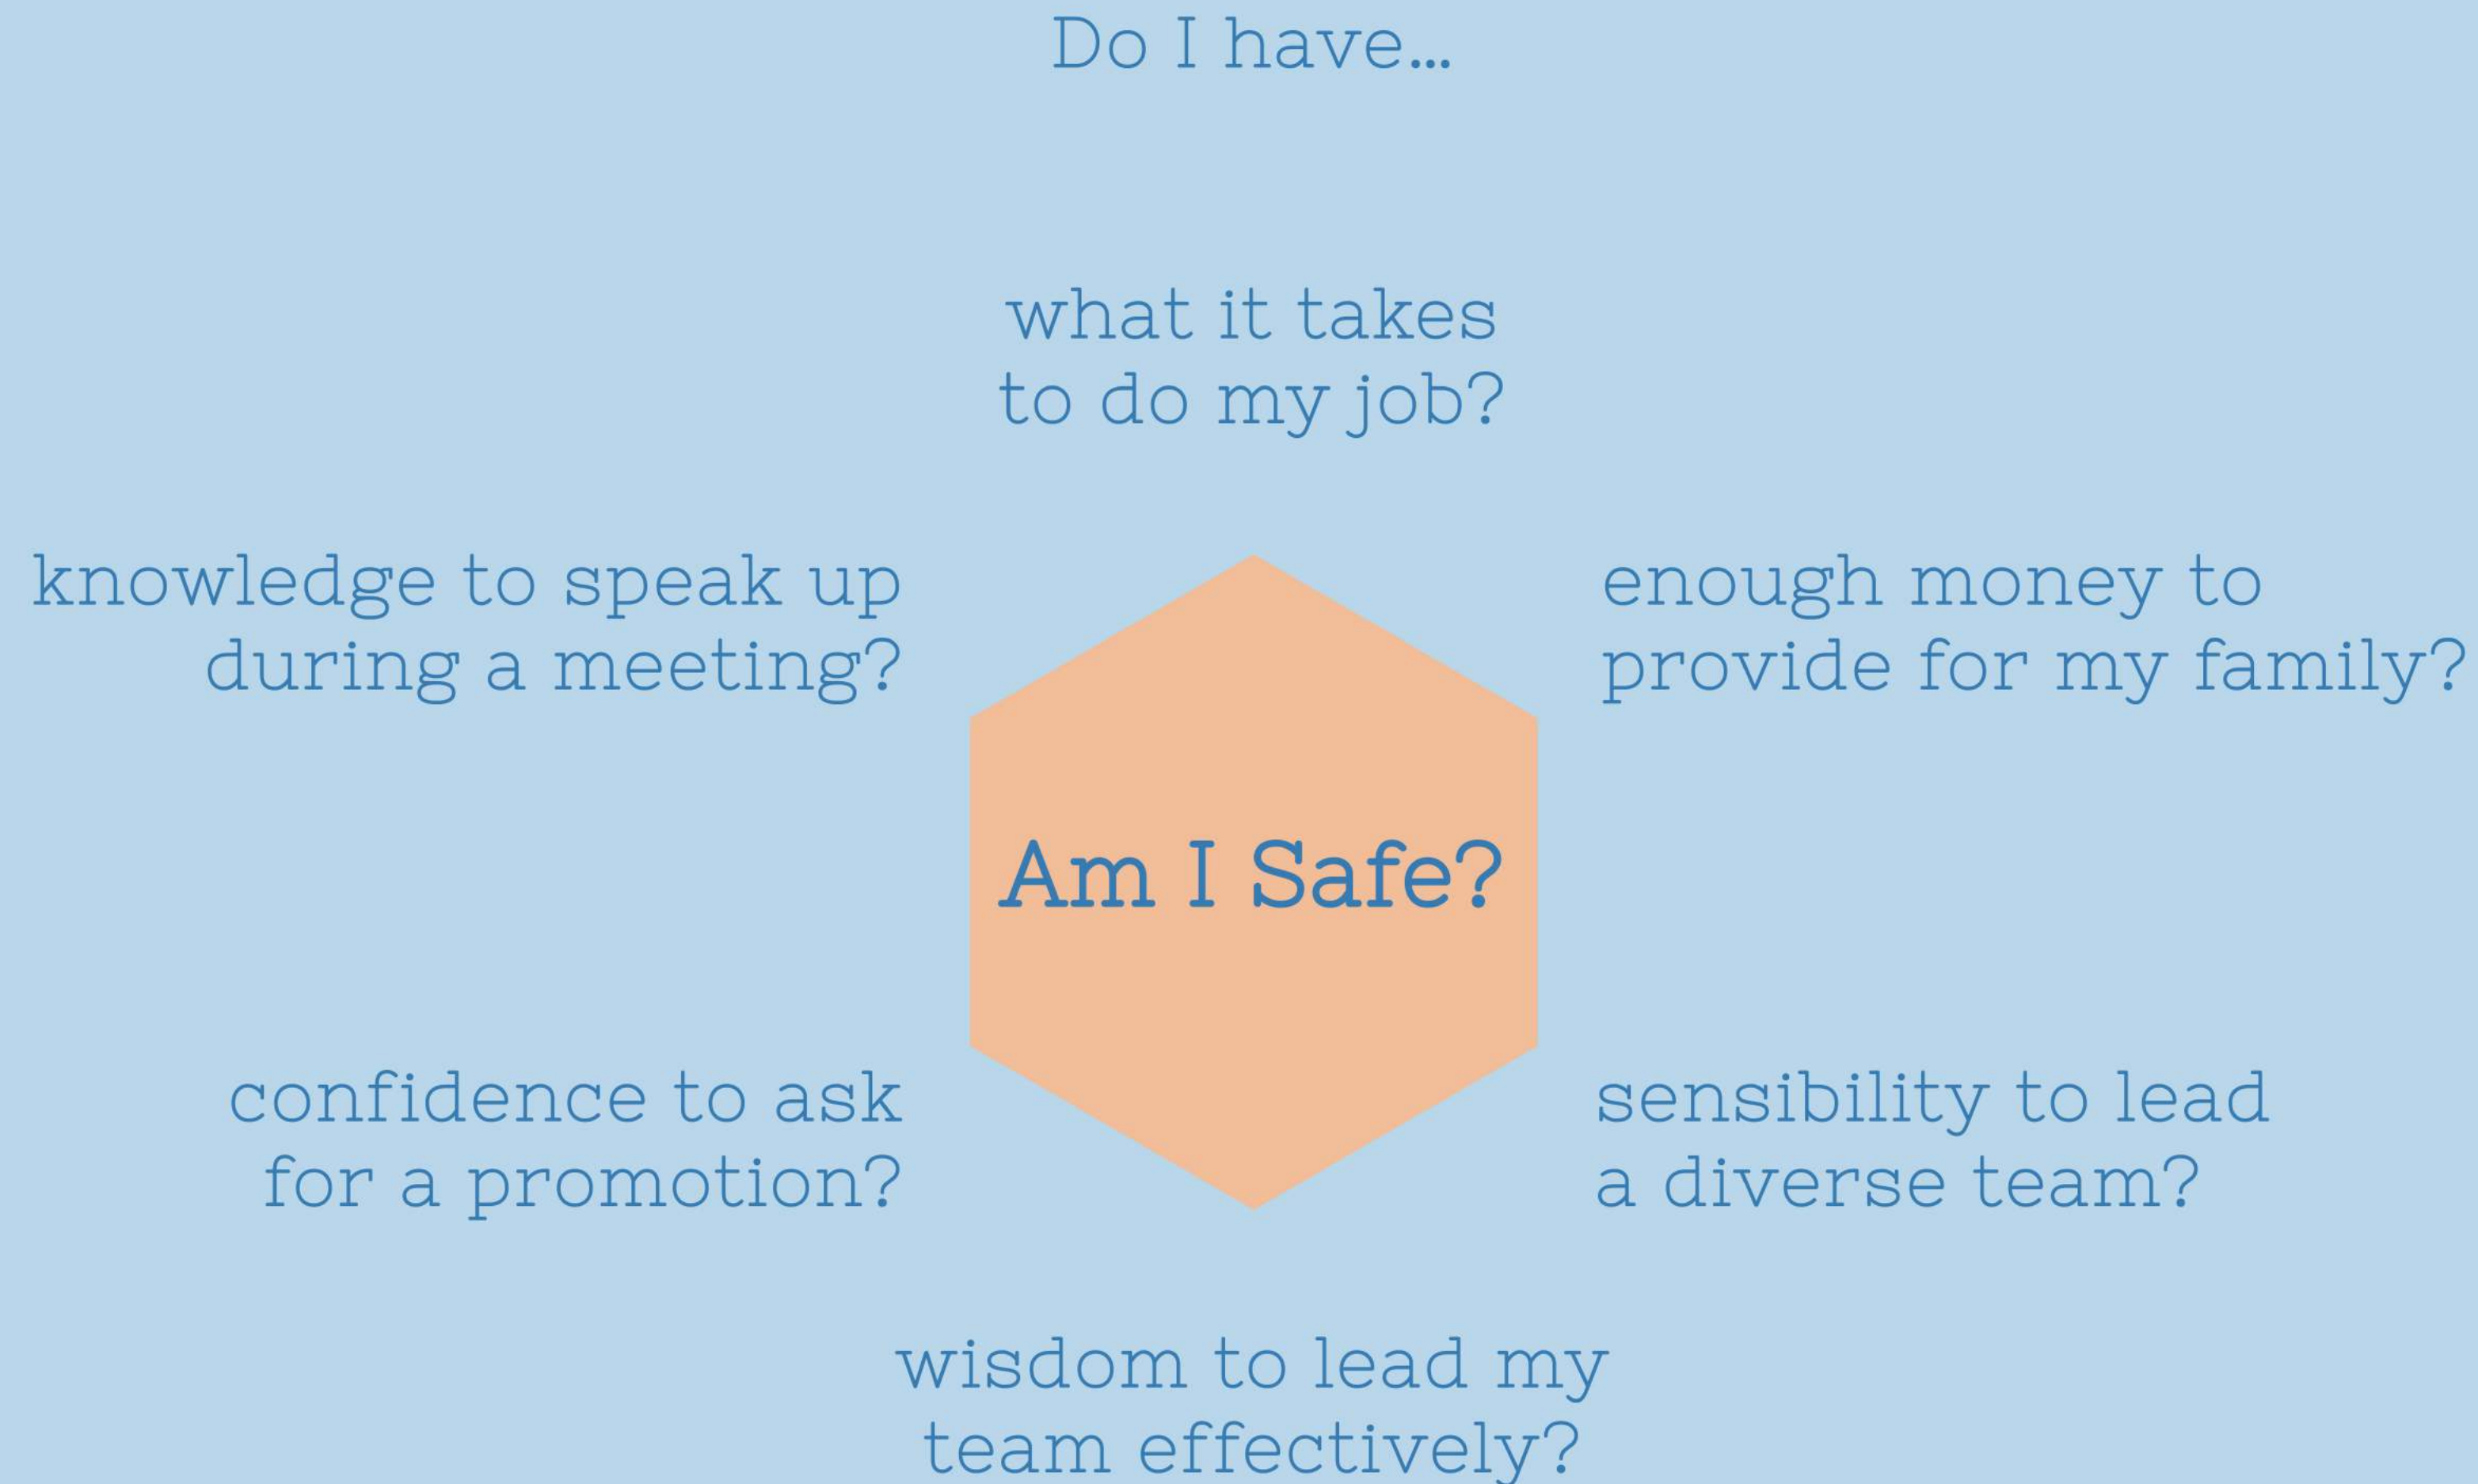 Do I have...
what it takes
to do my job?
knowledge to speak up
during a meeting?
enough money to
provide for my family?
Am I Safe?
confidence to ask
for a promotion?
sensibility to lead
a diverse team?
wisdom to lead my
team effectively?